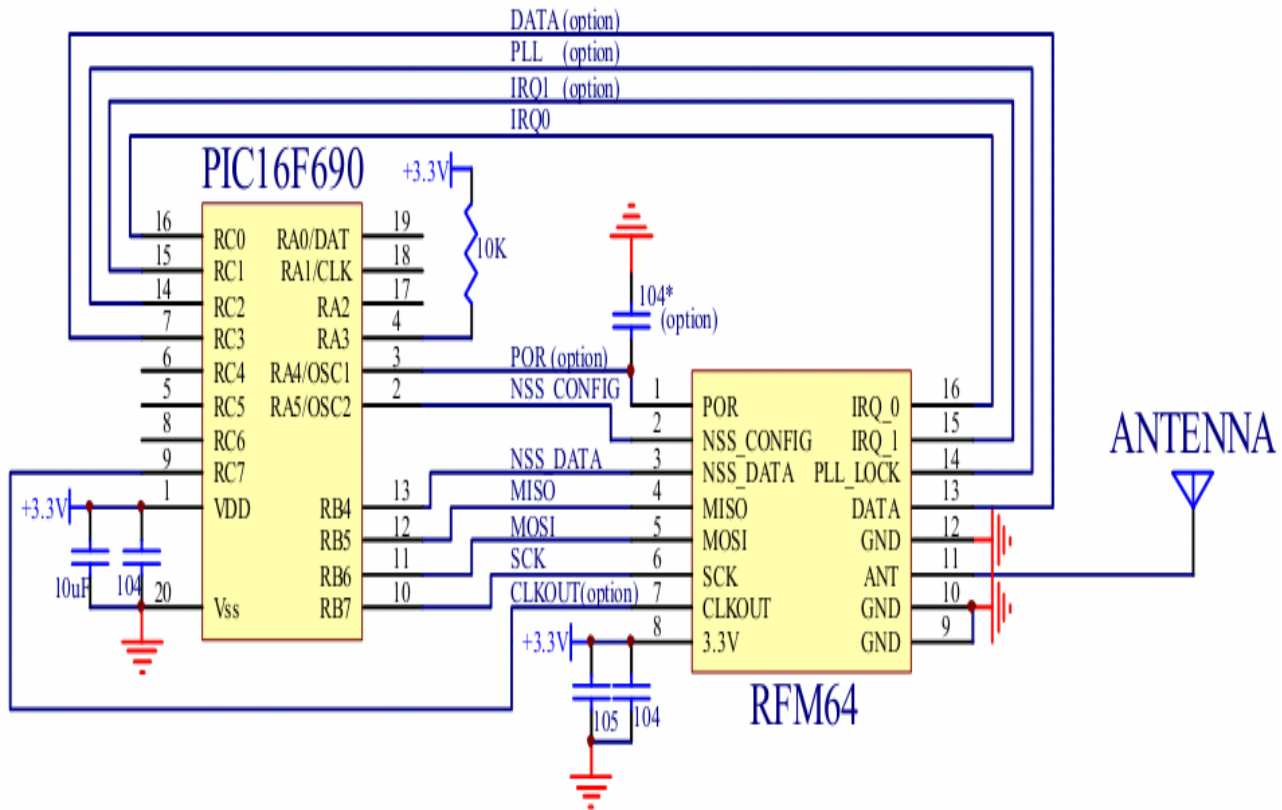 DATA (option)
PLL (option)
IRQ1 (option)
IRQ0
PIC16F690
+3.3V
10K
16 RC0 RA0/DAT 19
15 RC1 RA1/CLK 18
14 RC2 RA2 17
7 RC3 RA3 4
6 RC4 RA4/OSC1 3
5 RC5 RA5/OSC2 2
8 RC6
9 RC7
1 VDD RB4 13
RB5 12
RB6 11
20 Vss RB7 10
+3.3V
10uF
104
104*
(option)
POR (option)
NSS_CONFIG
NSS_DATA
MISO
MOSI
SCK
CLKOUT(option)
1 POR IRQ_0 16
2 NSS_CONFIG IRQ_1 15
3 NSS_DATA PLL_LOCK 14
4 MISO DATA 13
5 MOSI GND 12
6 SCK ANT 11
7 CLKOUT GND 10
8 3.3V GND 9
+3.3V
105
104
RFM64
ANTENNA